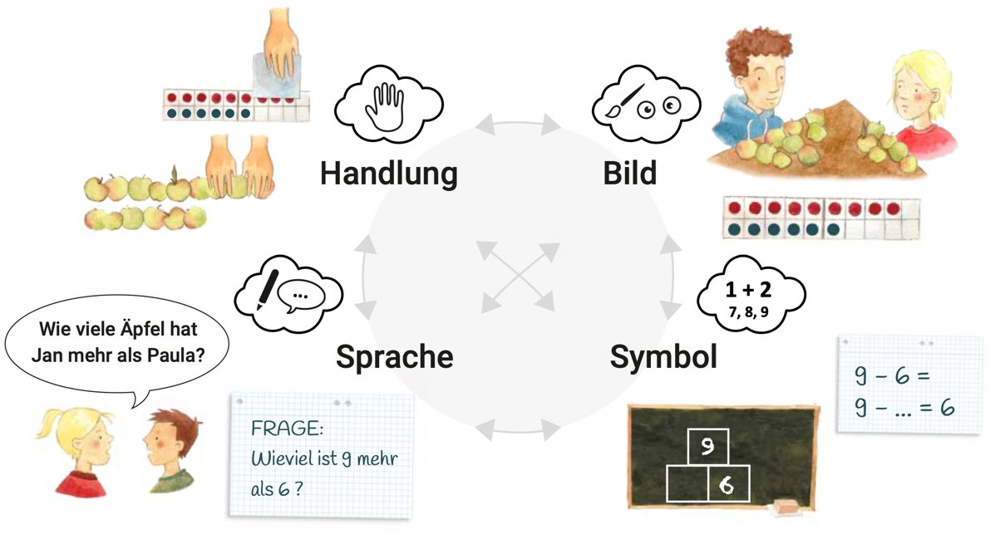 Handlung
Bild
1 + 2
7, 8, 9
...
Wie viele Äpfel hat
Jan mehr als Paula?
Sprache
Symbol
FRAGE:
Wieviel ist 9 mehr
als 6 ?
9
6
9 - 6 =
9 - ... = 6